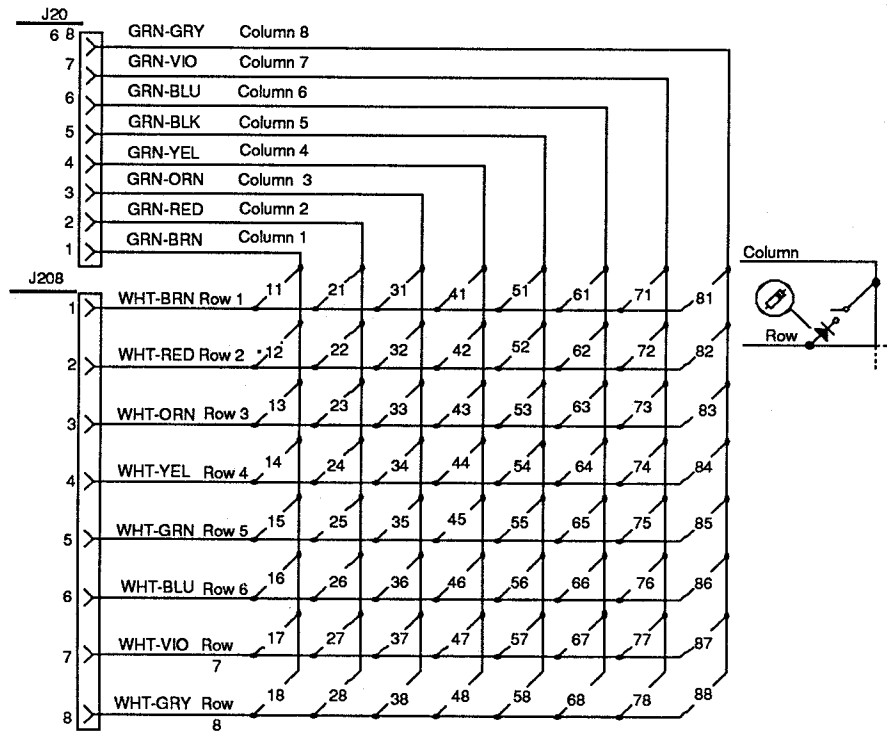 J20
6 8 GRN-GRY Column 8
7 GRN-VIO Column 7
6 GRN-BLU Column 6
5 GRN-BLK Column 5
4 GRN-YEL Column 4
3 GRN-ORN Column 3
2 GRN-RED Column 2
1 GRN-BRN Column 1
J208
1 WHT-BRN Row 1 11 21 31 41 51 61 71 81
2 WHT-RED Row 2 12 22 32 42 52 62 72 82
3 WHT-ORN Row 3 13 23 33 43 53 63 73 83
4 WHT-YEL Row 4 14 24 34 44 54 64 74 84
5 WHT-GRN Row 5 15 25 35 45 55 65 75 85
6 WHT-BLU Row 6 16 26 36 46 56 66 76 86
7 WHT-VIO Row 17 27 37 47 57 67 77 87
7
8 WHT-GRY Row 18 28 38 48 58 68 78 88
8
Column
Row